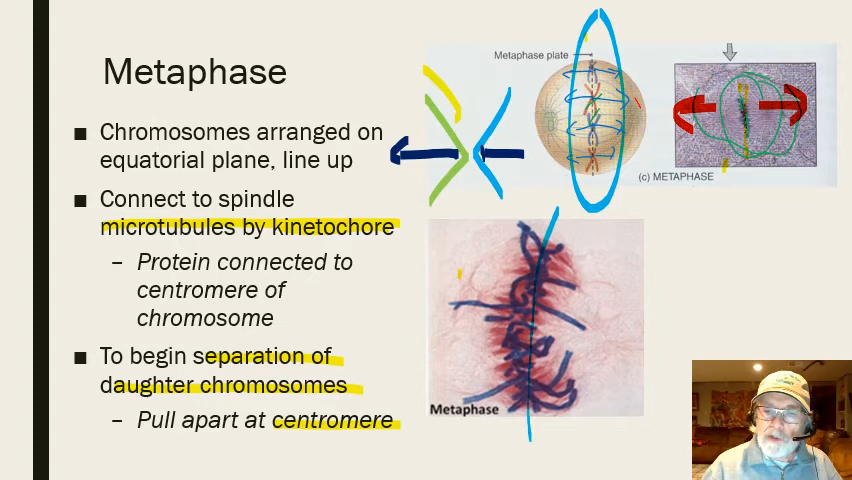 Metaphase
■ Chromosomes arranged on
equatorial plane, line up
■ Connect to spindle
microtubules by kinetochore
– Protein connected to
centromere of
chromosome
■ To begin separation of
daughter chromosomes
– Pull apart at centromere
Metaphase plate
(c) METAPHASE
Metaphase